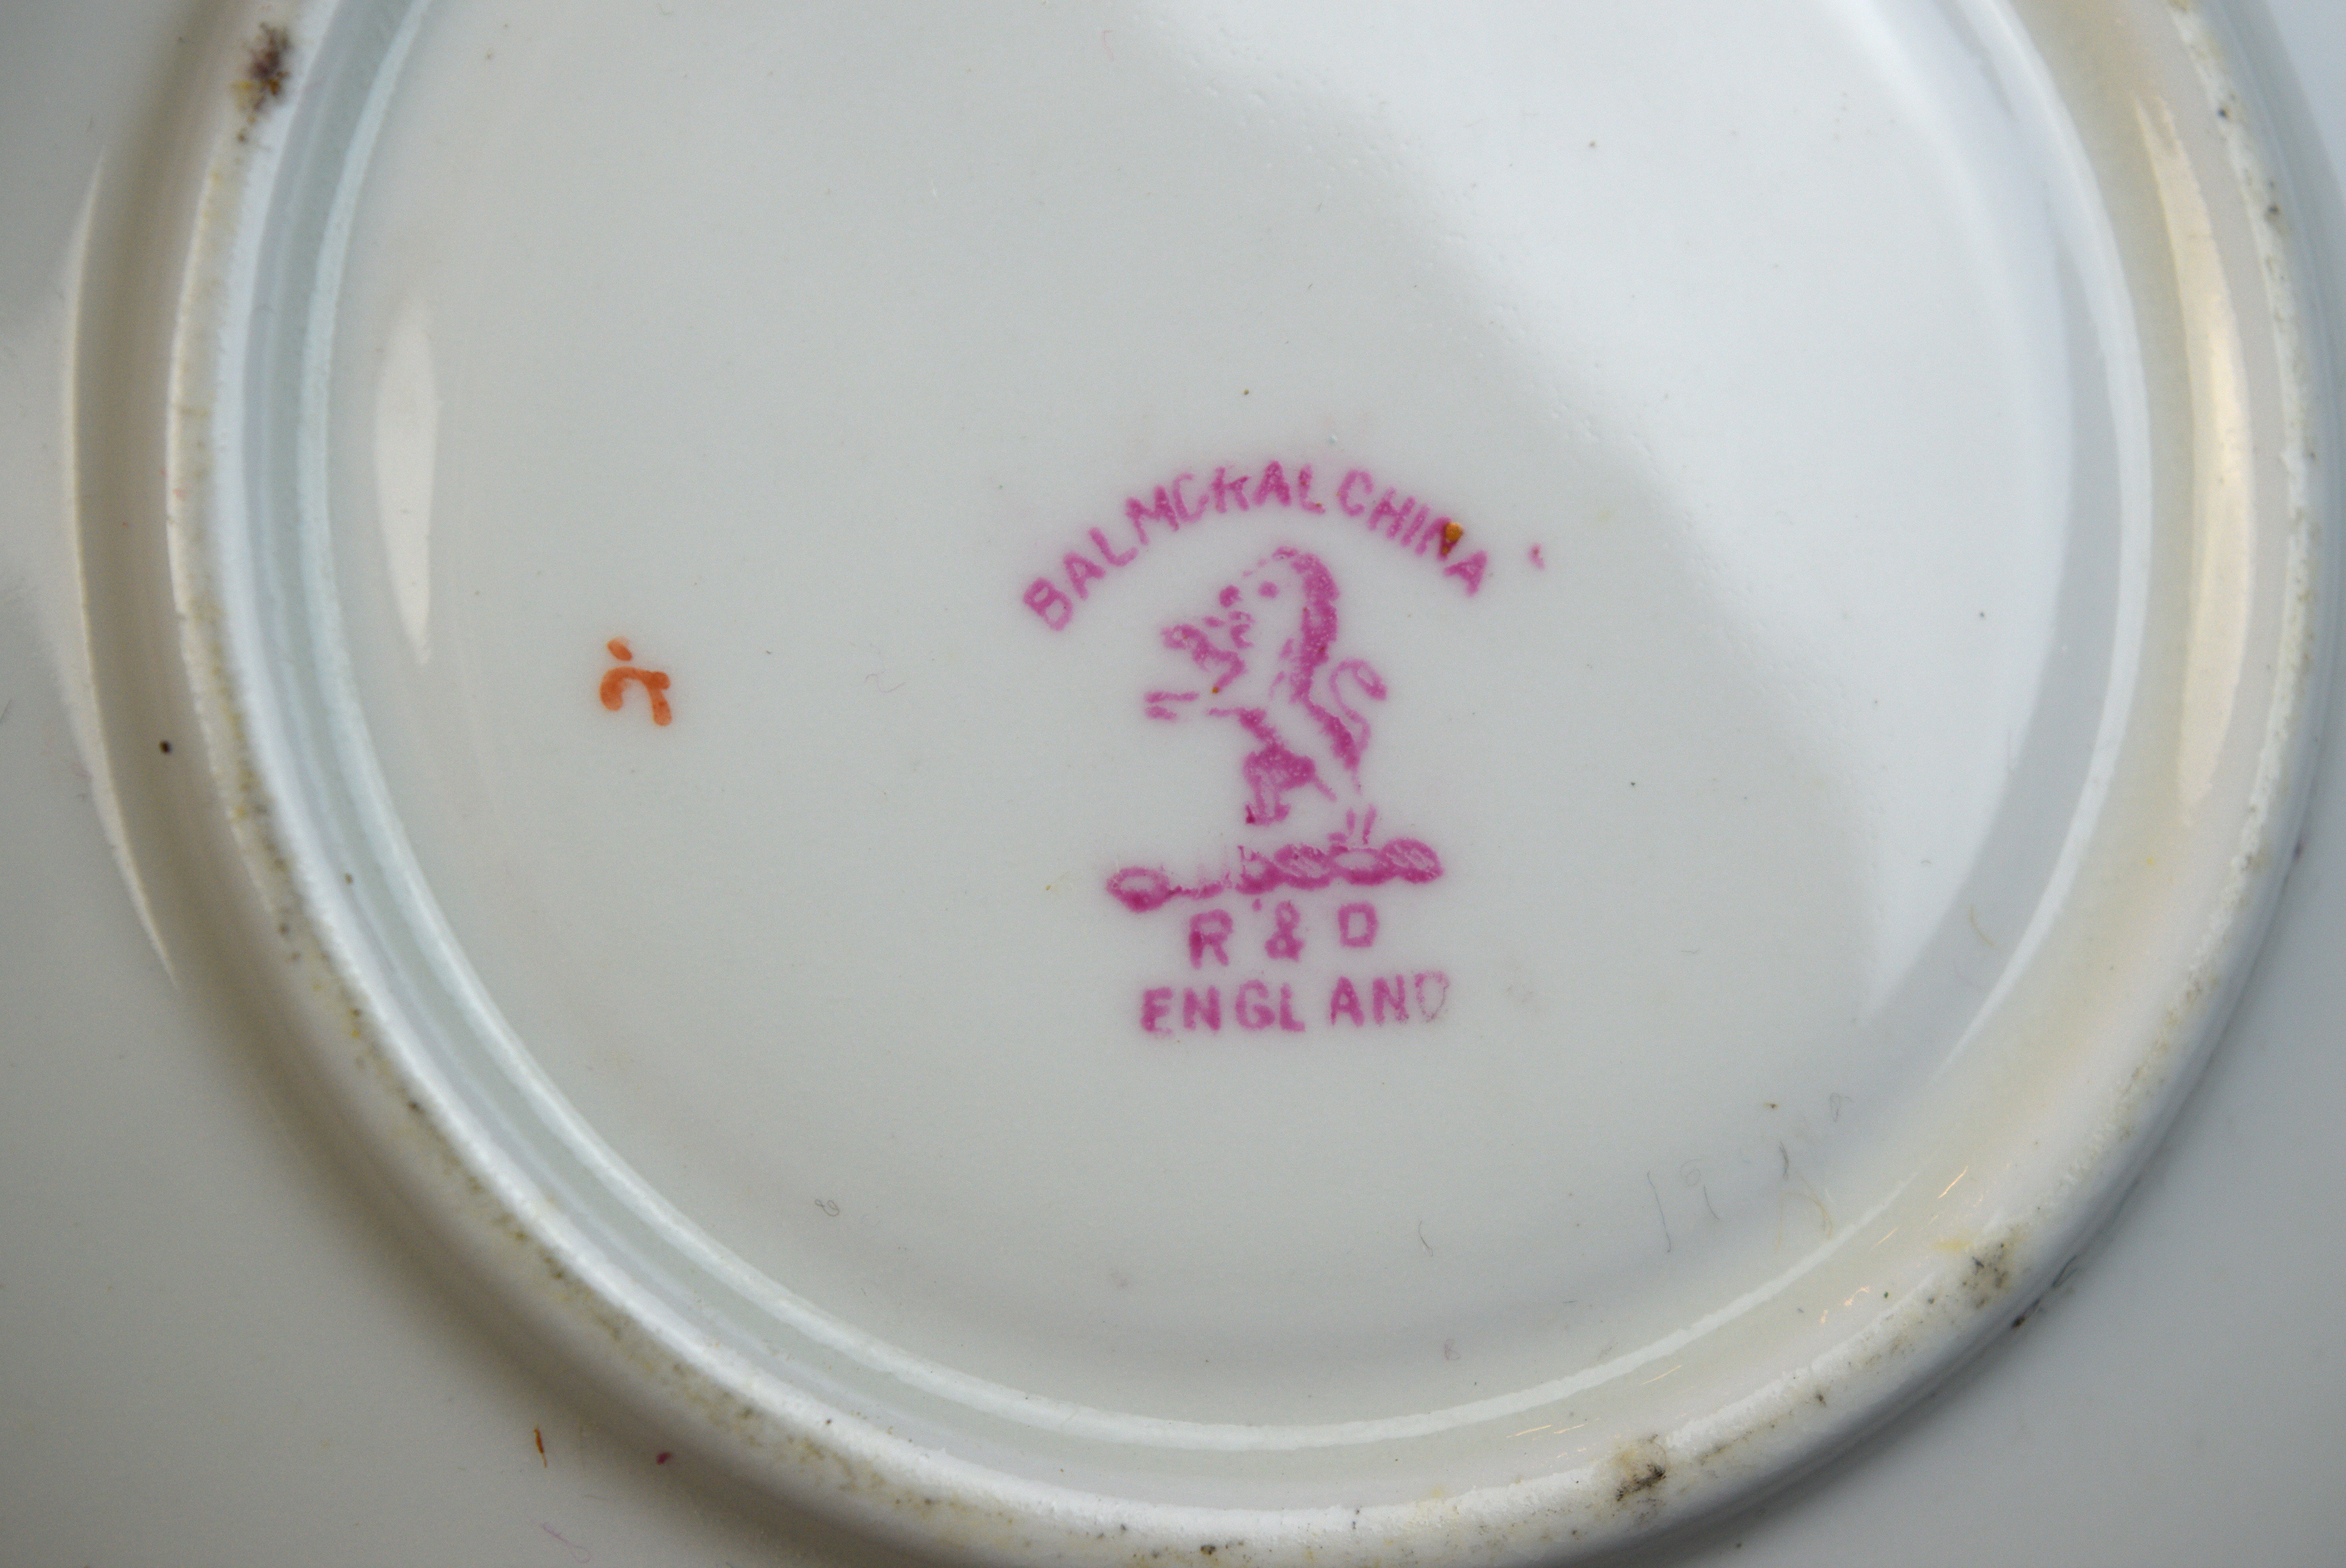 BALMORAL CHINA
R & D
ENGLAND